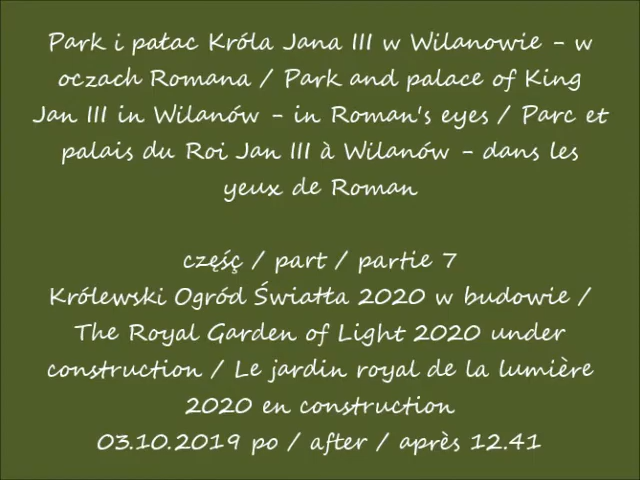 Park i pałac Króla Jana III w Wilanowie - w
oczach Romana / Park and palace of King
Jan III in Wilanów - in Roman's eyes / Parc et
palais du Roi Jan III à Wilanów - dans les
yeux de Roman
częśç / part / partie 7
Królewski Ogród Światła 2020 w budowie /
The Royal Garden of Light 2020 under
construction / Le jardin royal de la lumière
2020 en construction
03.10.2019 po / after / après 12.41